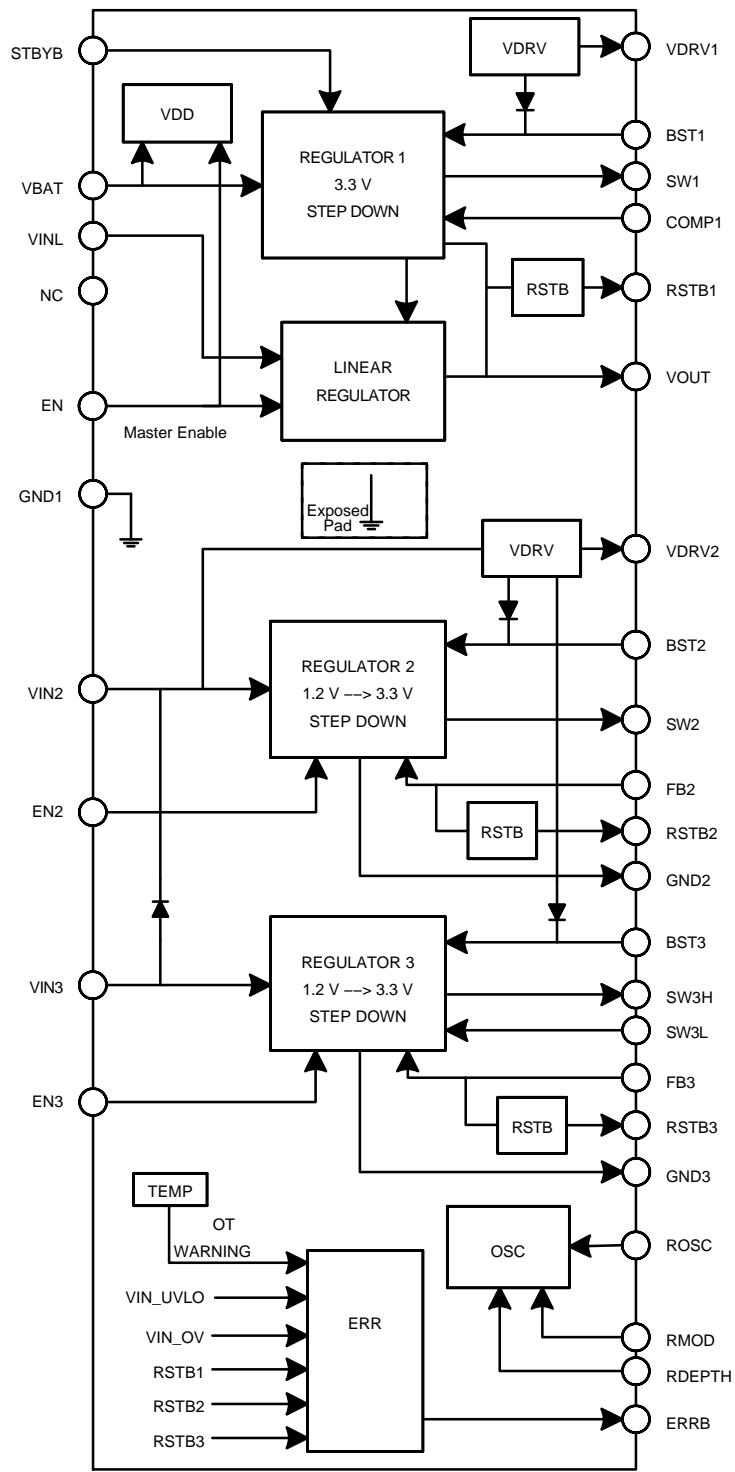 STBYB
VDRV
VDRV1
VDD
BST1
REGULATOR 1
3.3 V
STEP DOWN
VBAT
SW1
COMP1
VINL
NC
RSTB
RSTB1
LINEAR
REGULATOR
VOUT
EN
Master Enable
GND1
Exposed
Pad
VDRV
VDRV2
BST2
REGULATOR 2
1.2 V −−> 3.3 V
STEP DOWN
VIN2
SW2
FB2
EN2
RSTB
RSTB2
GND2
BST3
REGULATOR 3
1.2 V −−> 3.3 V
STEP DOWN
VIN3
SW3H
SW3L
FB3
EN3
RSTB
RSTB3
GND3
TEMP
OT
WARNING
OSC
ROSC
VIN_UVLO
ERR
VIN_OV
RMOD
RSTB1
RDEPTH
RSTB2
ERRB
RSTB3